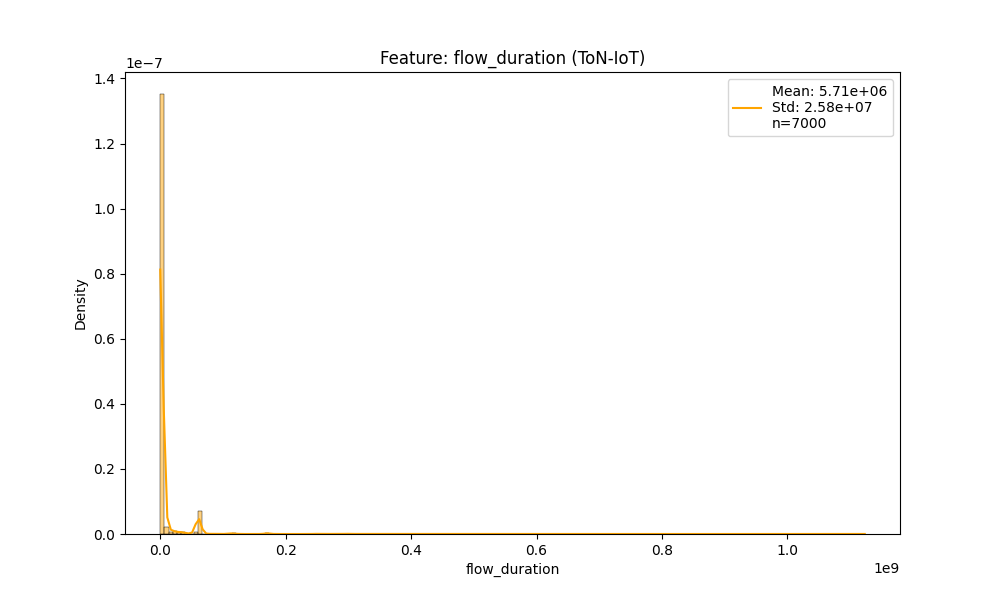 Feature: flow_duration (ToN-IoT)
1e−7
1.4
1.2
1.0
0.8
0.6
0.4
0.2
0.0
Density
Mean: 5.71e+06
Std: 2.58e+07
n=7000
0.0 0.2 0.4 0.6 0.8 1.0
1e9
flow_duration